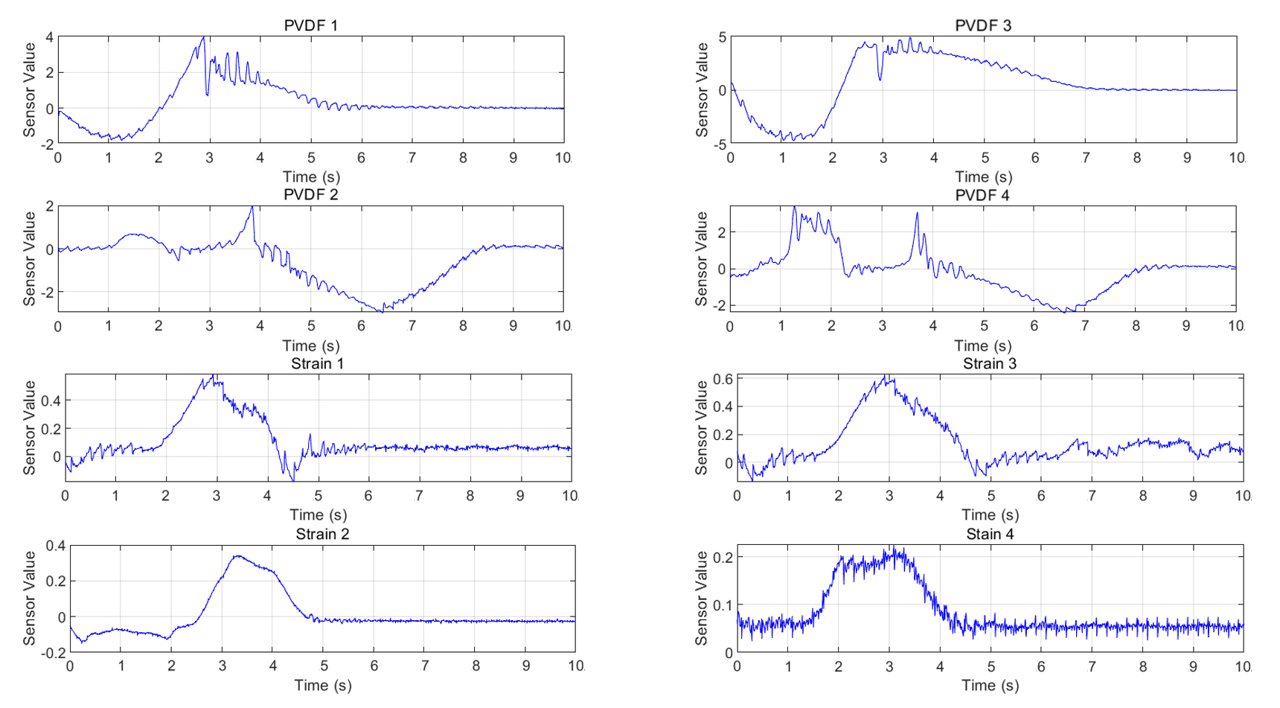 PVDF 1
Sensor Value
4
2
0
-2
0 1 2 3 4 5 6 7 8 9 10
Time (s)
PVDF 3
Sensor Value
5
0
-5
0 1 2 3 4 5 6 7 8 9 10
Time (s)
PVDF 2
Sensor Value
2
0
-2
0 1 2 3 4 5 6 7 8 9 10
Time (s)
PVDF 4
Sensor Value
2
0
-2
0 1 2 3 4 5 6 7 8 9 10
Time (s)
Strain 1
Sensor Value
0.4
0.2
0
0 1 2 3 4 5 6 7 8 9 10
Time (s)
Strain 3
Sensor Value
0.6
0.4
0.2
0
0 1 2 3 4 5 6 7 8 9 10
Time (s)
Strain 2
Sensor Value
0.4
0.2
0
-0.2
0 1 2 3 4 5 6 7 8 9 10
Time (s)
Stain 4
Sensor Value
0.2
0.1
0
0 1 2 3 4 5 6 7 8 9 10
Time (s)